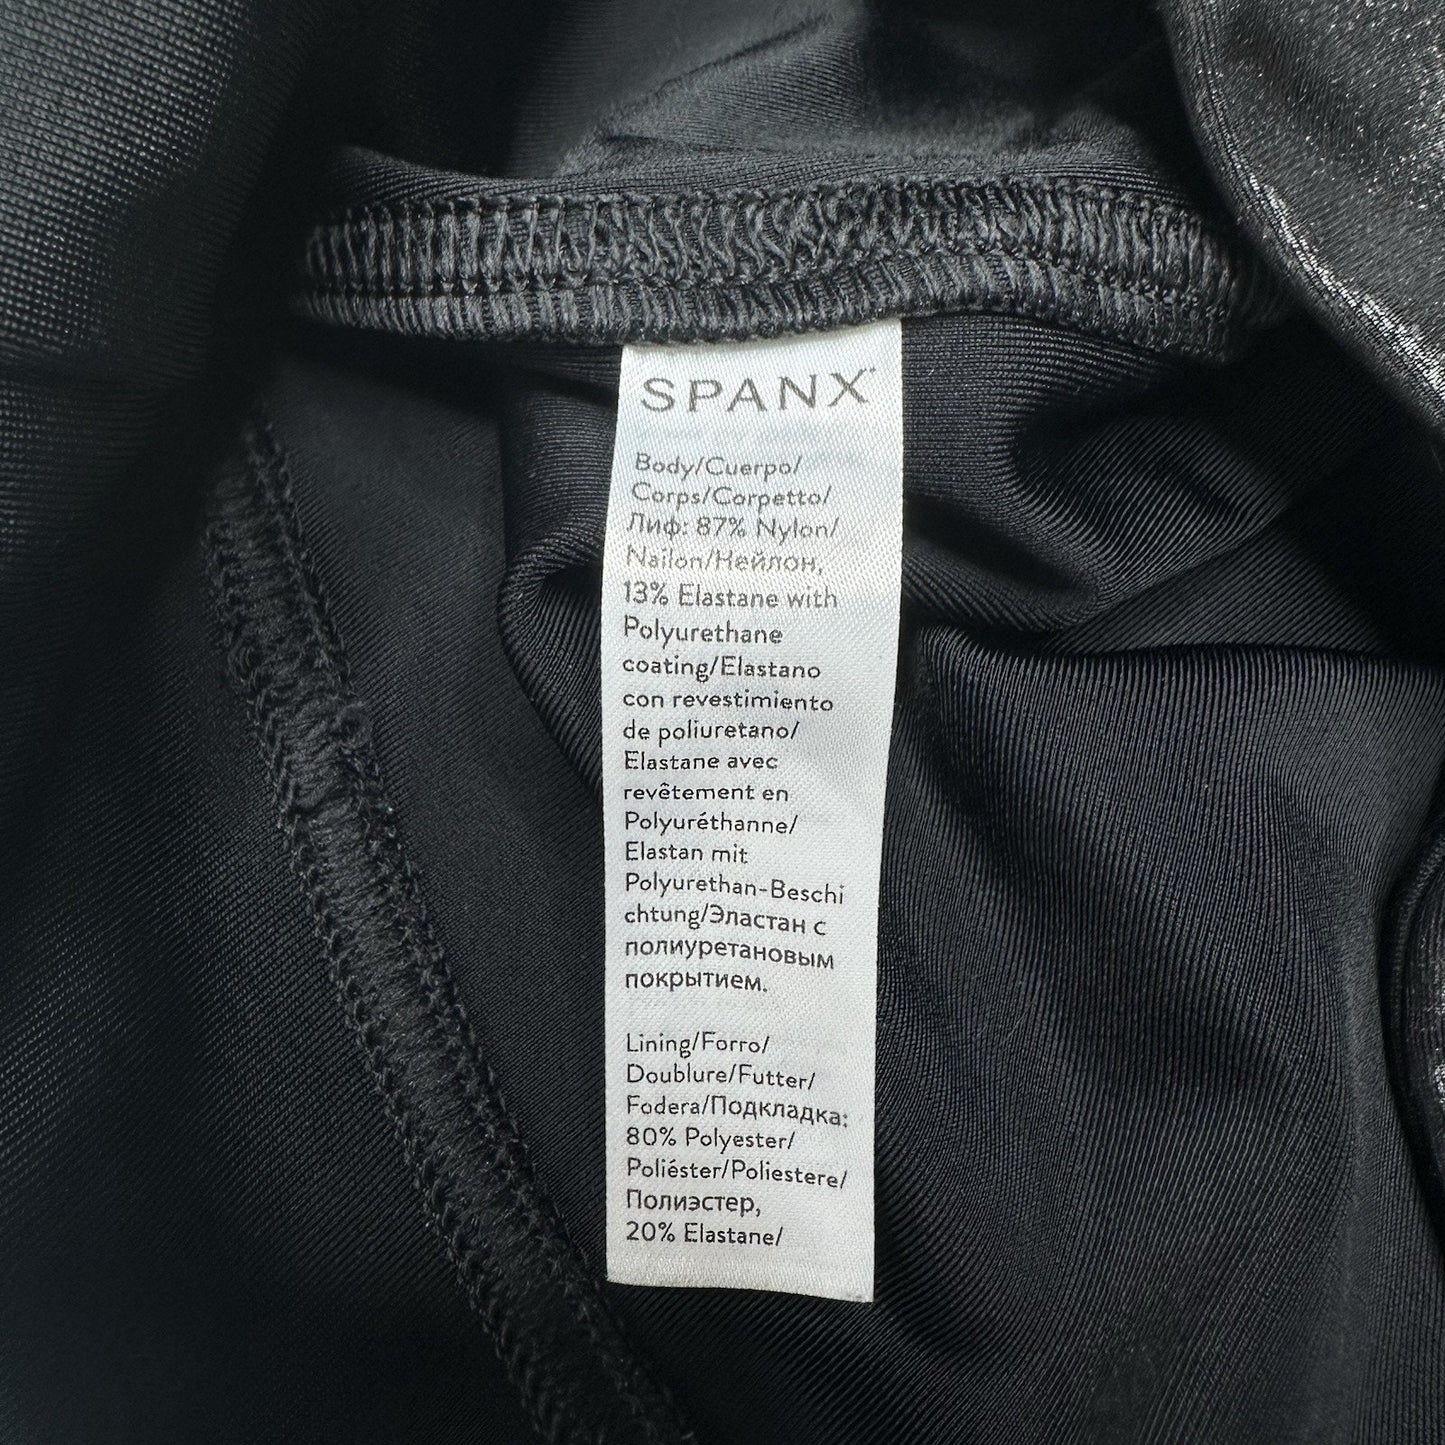 SPANX
Body/Cuerpo/
Corps/Corpetto/
Лиф: 87% Nylon/
Nailon/Нейлон,
13% Elastane with
Polyurethane
coating/Elastano
con revestimiento
de poliuretano/
Elastane avec
revêtement en
Polyuréthanne/
Elastan mit
Polyurethan-Beschi
chtung/Эластан с
полиуретановым
покрытием.
Lining/Forro/
Doublure/Futter/
Fodera/Подкладка:
80% Polyester/
Poliéster/Poliestere/
Полиэстер,
20% Elastane/